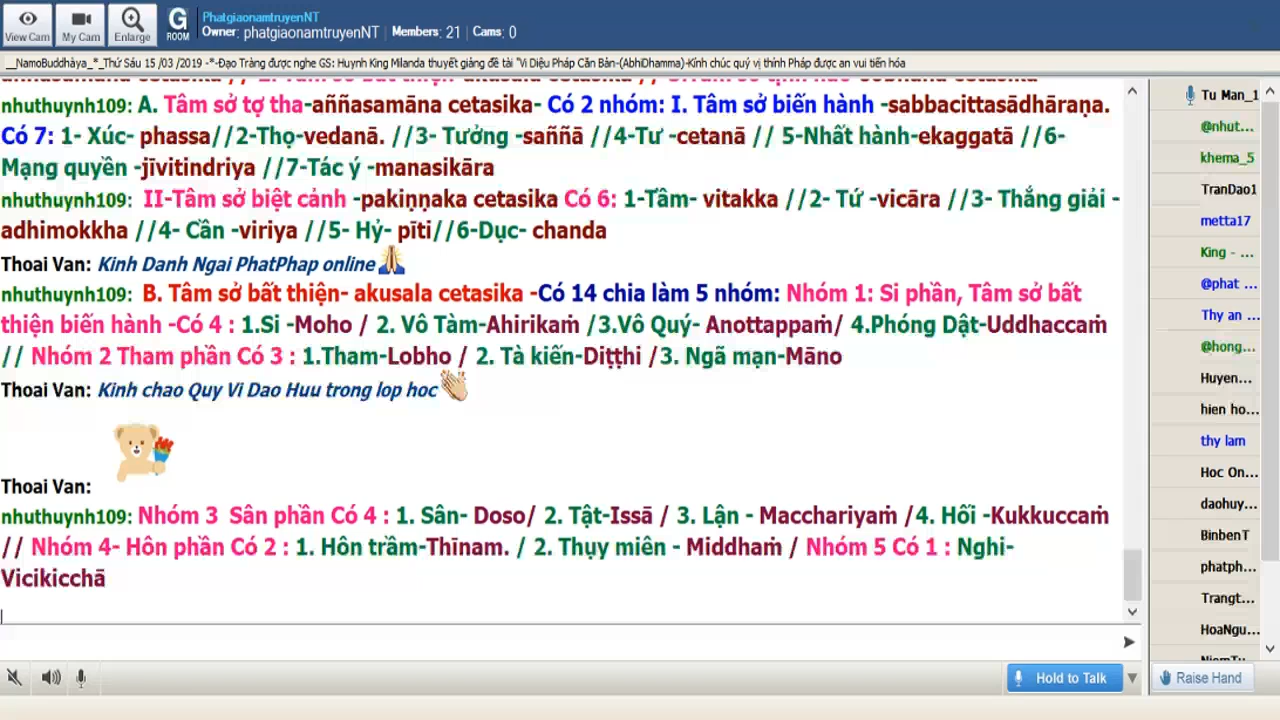 View Cam
My Cam
Enlarge
G
ROOM
PhatgiaonamtruyenNT
Owner: phatgiaonamtruyenNT | Members: 21 | Cams: 0
__NamoBuddhàya_*_Thứ Sáu 15 /03 /2019 -*-Đạo Tràng được nghe GS: Huynh King Milanda thuyết giảng đề tài "Vi Diệu Pháp Căn Bản-(AbhiDhamma)-Kính chúc quý vị thính Pháp được an vui tiến hóa
nhuthuynh109: A. Tâm sở tợ tha-aññasamāna cetasika- Có 2 nhóm: I. Tâm sở biến hành -sabbacittasādhāraṇa.
Có 7: 1- Xúc- phassa//2-Thọ-vedanā. //3- Tưởng -saññā //4-Tư -cetanā // 5-Nhất hành-ekaggatā //6-
Mạng quyền -jīvitindriya //7-Tác ý -manasikāra
nhuthuynh109: II-Tâm sở biệt cảnh -pakiṇṇaka cetasika Có 6: 1-Tầm- vitakka //2- Tứ -vicāra //3- Thắng giải -
adhimokkha //4- Cần -viriya //5- Hỷ- pīti//6-Dục- chanda
Thoai Van: Kinh Danh Ngai PhatPhap online
nhuthuynh109: B. Tâm sở bất thiện- akusala cetasika -Có 14 chia làm 5 nhóm: Nhóm 1: Si phần, Tâm sở bất
thiện biến hành -Có 4 : 1.Si -Moho / 2. Vô Tàm-Ahirikaṁ /3.Vô Quý- Anottappaṁ/ 4.Phóng Dật-Uddhaccaṁ
// Nhóm 2 Tham phần Có 3 : 1.Tham-Lobho / 2. Tà kiến-Diṭṭhi /3. Ngã mạn-Māno
Thoai Van: Kinh chao Quy Vi Dao Huu trong lop hoc
Thoai Van:
nhuthuynh109: Nhóm 3 Sân phần Có 4 : 1. Sân- Doso/ 2. Tật-Issā / 3. Lận - Macchariyaṁ /4. Hối -Kukkuccaṁ
// Nhóm 4- Hôn phần Có 2 : 1. Hôn trầm-Thīnam. / 2. Thụy miên - Middhaṁ / Nhóm 5 Có 1 : Nghi-
Vicikicchā
Tu Man_1
@nhut...
khema_5
TranDao1
metta17
King - ...
@phat ...
Thy an ...
@hong...
Huyen...
hien ho...
thy lam
Hoc On...
daohuy...
BinbenT
phatph...
Trangt...
HoaNgu...
Hold to Talk
Raise Hand